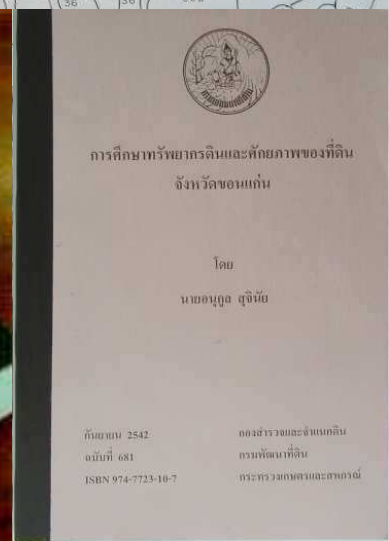 36
36
การศึกษาทรัพยากรดินและศักยภาพของที่ดิน
จังหวัดขอนแก่น
โดย
นายอนุกูล สุจินัย
กันยายน 2542
กองสำรวจและจำแนกดิน
ฉบับที่ 681
กรมพัฒนาที่ดิน
ISBN 974-7723-10-7
กระทรวงเกษตรและสหกรณ์